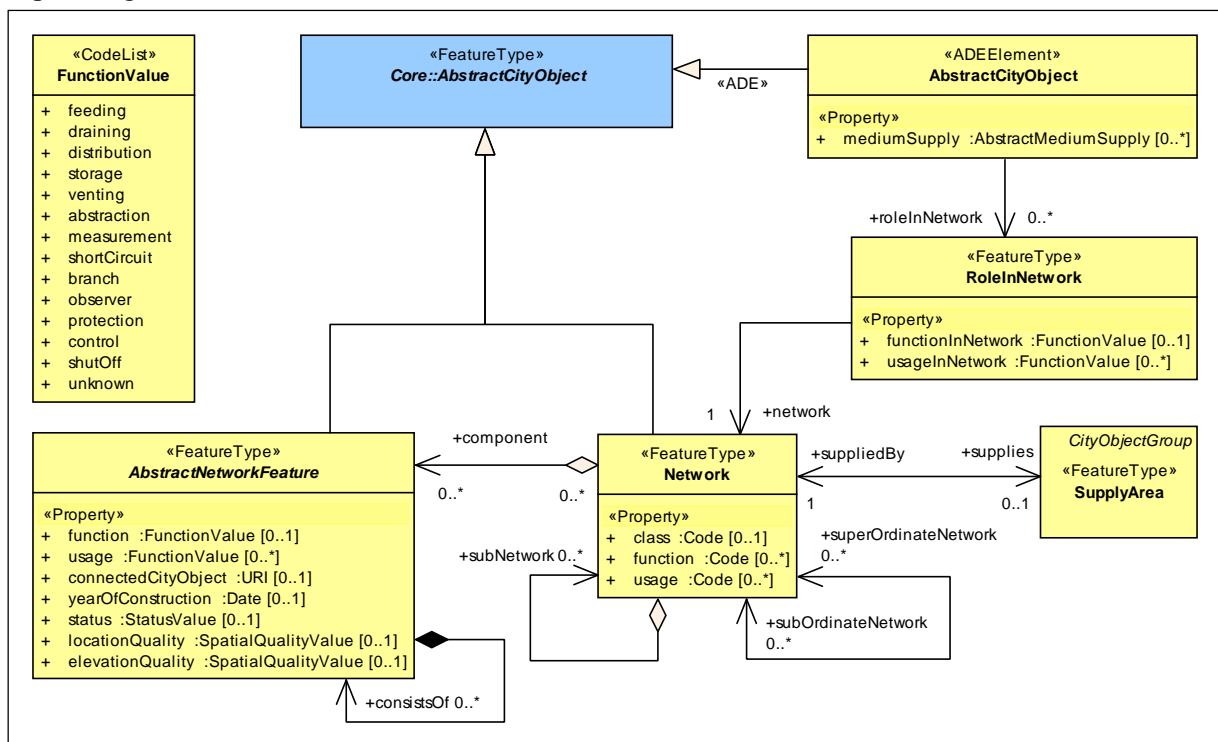 «CodeList»
FunctionValue
+ feeding
+ draining
+ distribution
+ storage
+ venting
+ abstraction
+ measurement
+ shortCircuit
+ branch
+ observer
+ protection
+ control
+ shutOff
+ unknown
«FeatureType»
Core::AbstractCityObject
«ADE»
«ADEElement»
AbstractCityObject
«Property»
+ mediumSupply :AbstractMediumSupply [0..*]
+roleInNetwork 0..*
«FeatureType»
RoleInNetwork
«Property»
+ functionInNetwork :FunctionValue [0..1]
+ usageInNetwork :FunctionValue [0..*]
1 +network
«FeatureType»
AbstractNetworkFeature
«Property»
+ function :FunctionValue [0..1]
+ usage :FunctionValue [0..*]
+ connectedCityObject :URI [0..1]
+ yearOfConstruction :Date [0..1]
+ status :StatusValue [0..1]
+ locationQuality :SpatialQualityValue [0..1]
+ elevationQuality :SpatialQualityValue [0..1]
+consistsOf 0..*
+component
0..* 0..*
«FeatureType»
Network
«Property»
+ class :Code [0..1]
+ function :Code [0..*]
+ usage :Code [0..*]
+subNetwork 0..*
+suppliedBy +supplies
1 0..1
+superOrdinateNetwork
0..*
+subOrdinateNetwork
0..*
CityObjectGroup
«FeatureType»
SupplyArea